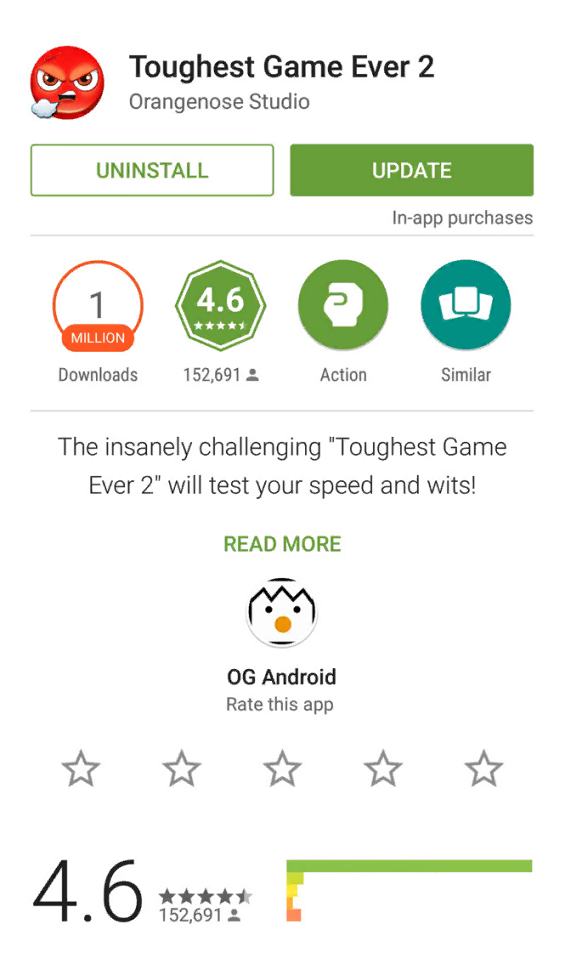 Toughest Game Ever 2
Orangenose Studio
UNINSTALL
UPDATE
In-app purchases
1
MILLION
4.6
Downloads
152,691
Action
Similar
The insanely challenging "Toughest Game
Ever 2" will test your speed and wits!
READ MORE
OG Android
Rate this app
4.6
152,691